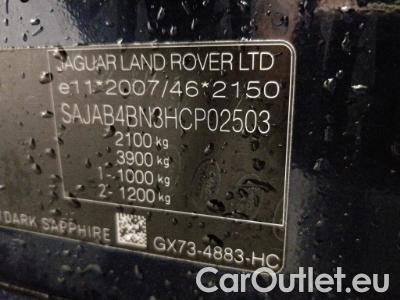 JAGUAR LAND ROVER LTD
e11*2007/46*2150
SAJAB4BN3HCP02503
2100 kg
3900 kg
1 - 1000 kg
2 - 1200 kg
DARK SAPPHIRE
GX73-4883-HC
CarOutlet.eu